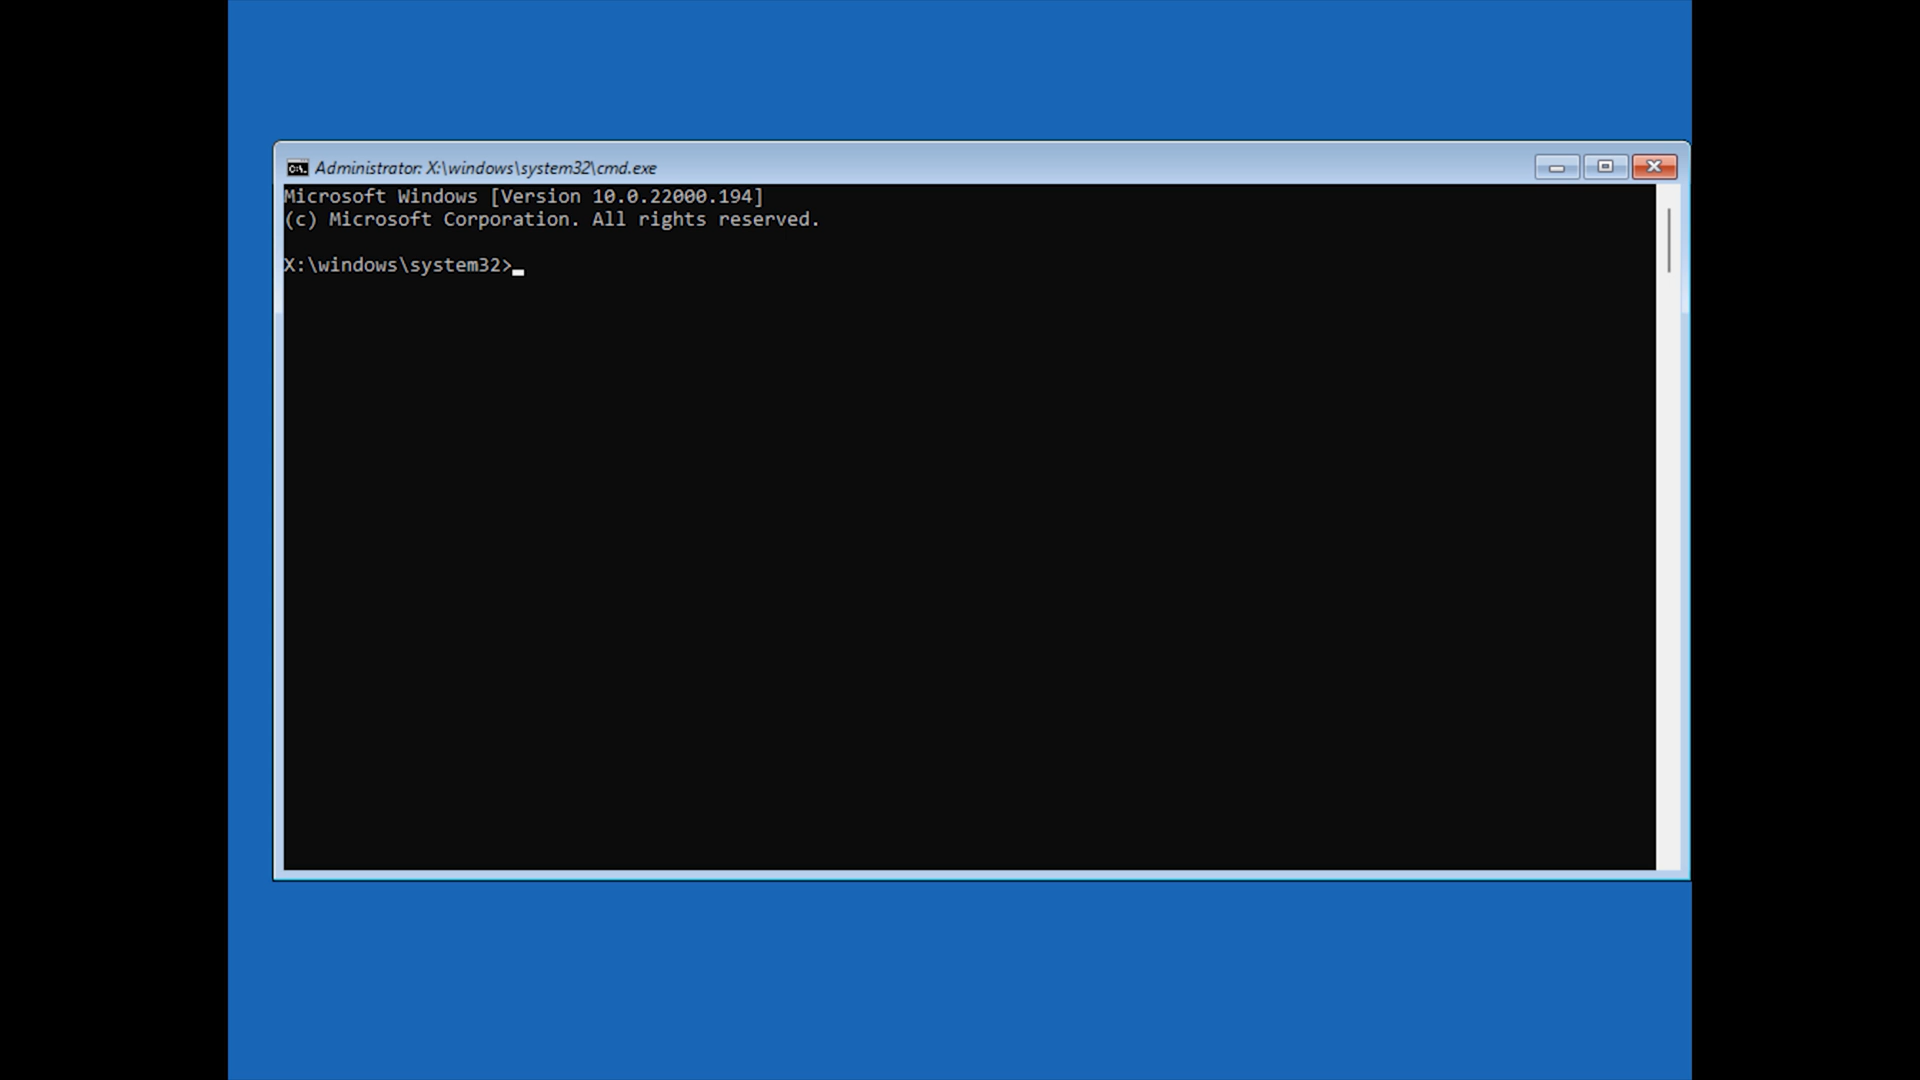 Administrator: X:\windows\system32\cmd.exe
Microsoft Windows [Version 10.0.22000.194]
(c) Microsoft Corporation. All rights reserved.
X:\windows\system32>